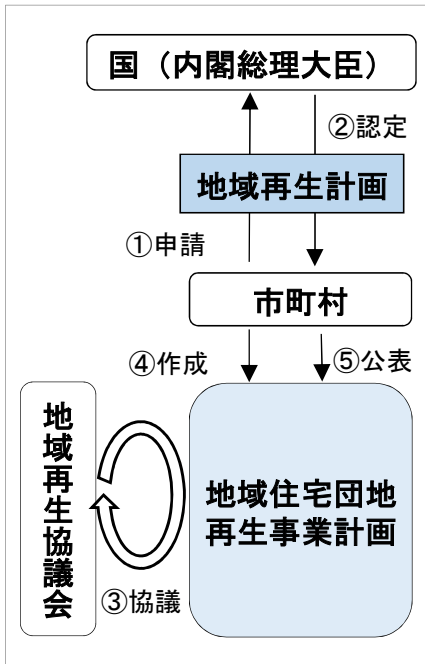 国（内閣総理大臣）
②認定
地域再生計画
①申請
市町村
④作成
⑤公表
地域再生協議会
地域住宅団地
再生事業計画
③協議